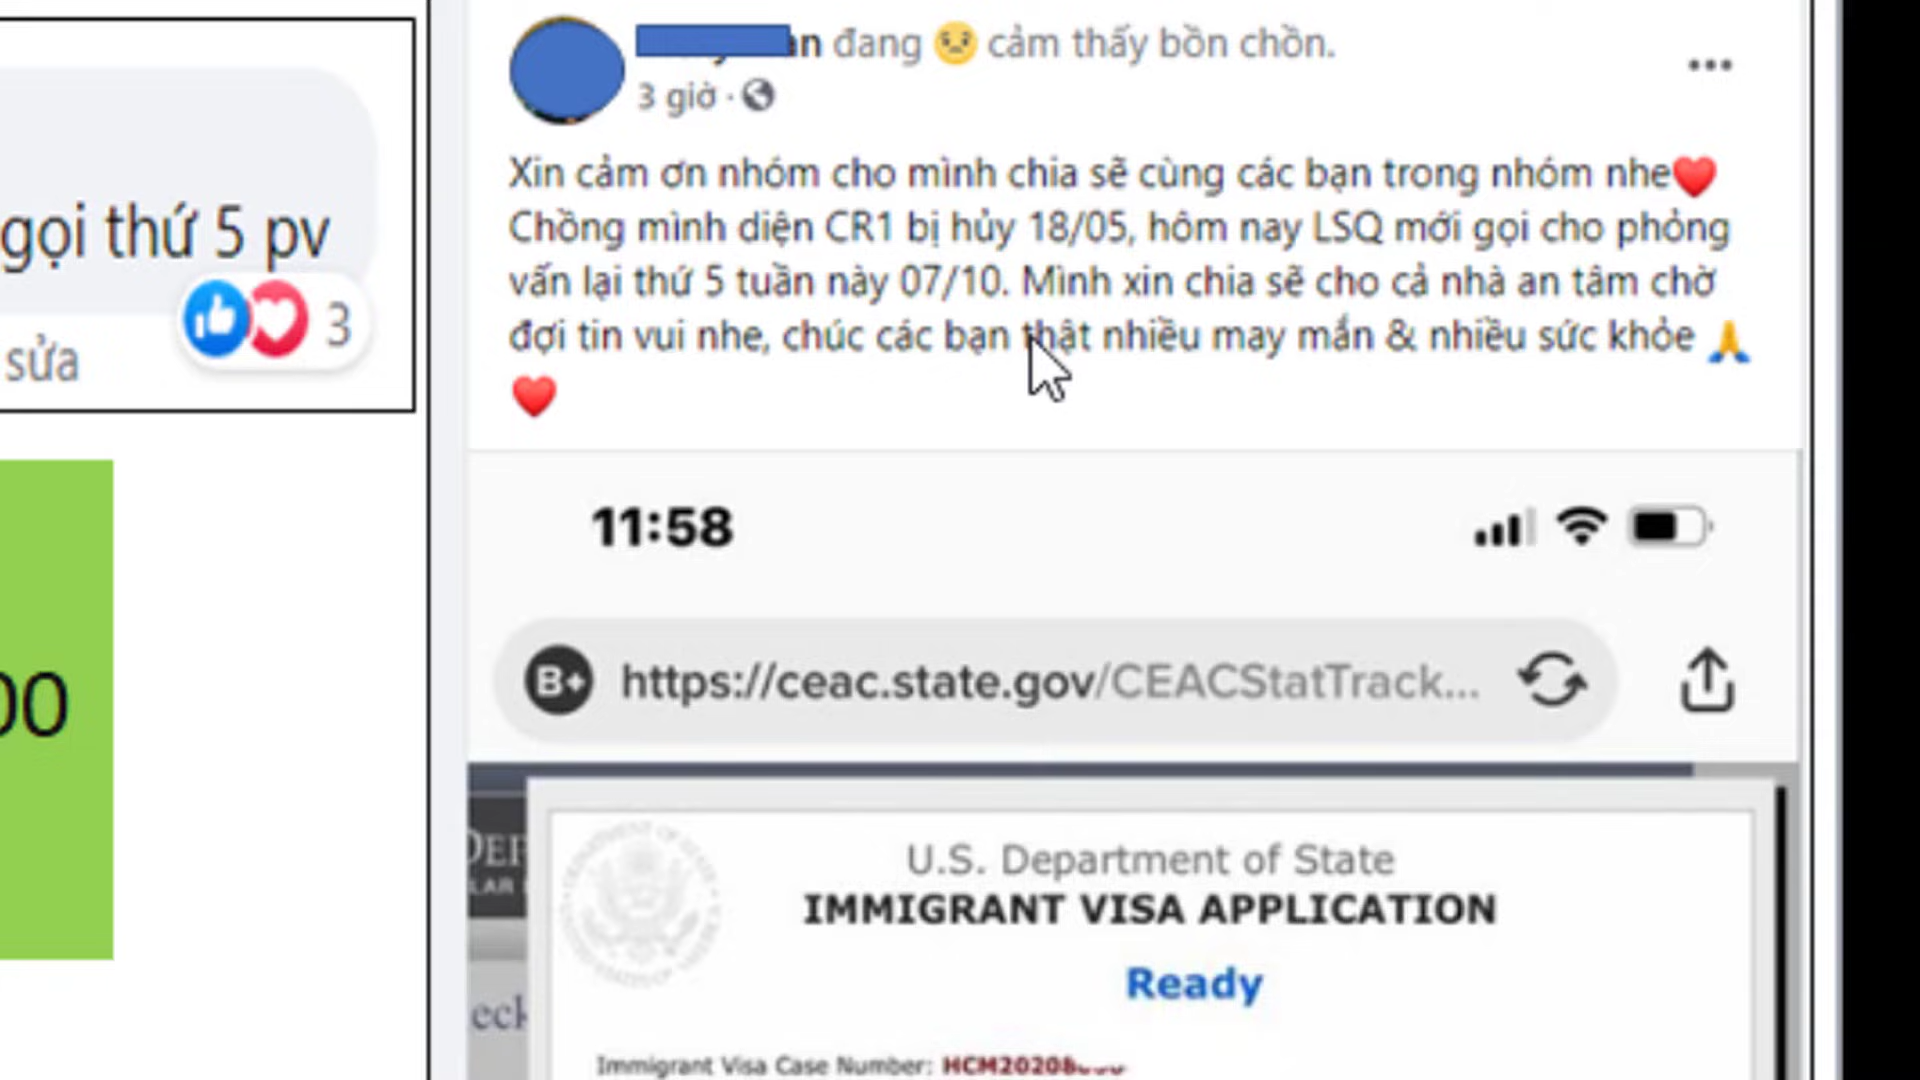 gọi thứ 5 pv
3
sửa
00
an đang 😟 cảm thấy bồn chồn.
3 giờ ·
Xin cảm ơn nhóm cho mình chia sẽ cùng các bạn trong nhóm nhe❤️
Chồng mình diện CR1 bị hủy 18/05, hôm nay LSQ mới gọi cho phỏng
vấn lại thứ 5 tuần này 07/10. Mình xin chia sẽ cho cả nhà an tâm chờ
đợi tin vui nhe, chúc các bạn thật nhiều may mắn & nhiều sức khỏe 🙏
❤️
11:58
B+ https://ceac.state.gov/CEACStatTrack...
U.S. Department of State
IMMIGRANT VISA APPLICATION
Ready
Immigrant Visa Case Number: HCM20208